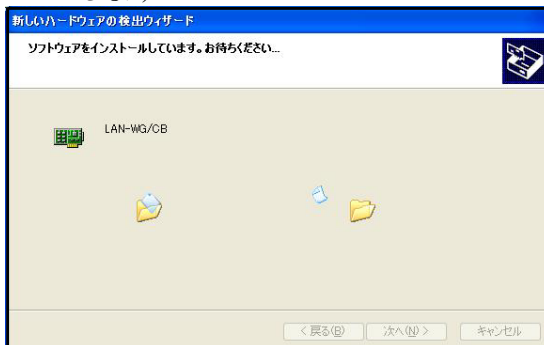 新しいハードウェアの検出ウィザード
ソフトウェアをインストールしています。お待ちください...
LAN-WG/CB
< 戻る(B)
次へ(N) >
キャンセル